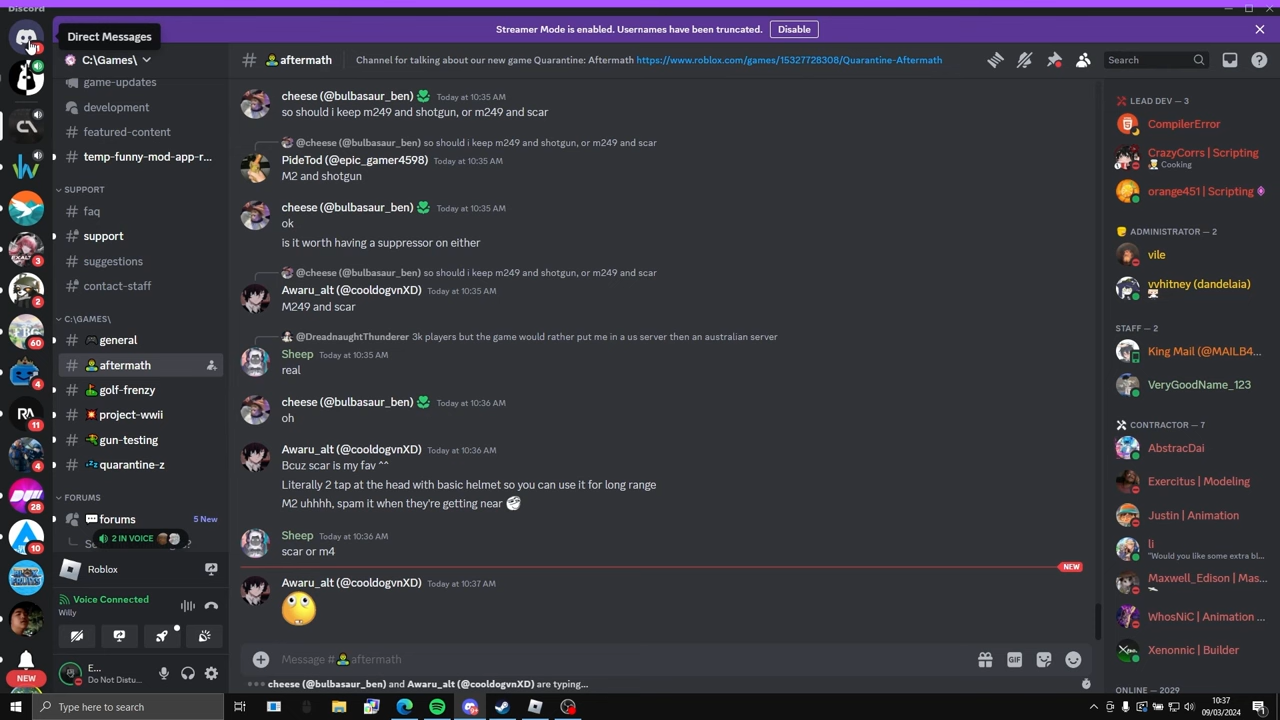 Discord
Streamer Mode is enabled. Usernames have been truncated. Disable
Direct Messages
1
C:\Games\
aftermath
Channel for talking about our new game Quarantine: Aftermath https://www.roblox.com/games/15327728308/Quarantine-Aftermath
Search
game-updates
development
featured-content
temp-funny-mod-app-r...
SUPPORT
faq
support
suggestions
contact-staff
C:\GAMES\
general
aftermath
golf-frenzy
project-wwii
gun-testing
quarantine-z
FORUMS
forums 5 New
2 IN VOICE
Roblox
Voice Connected
Willy
E...
Do Not Distu...
3
2
60
4
RA
11
4
28
10
NEW
cheese (@bulbasaur_ben) Today at 10:35 AM
so should i keep m249 and shotgun, or m249 and scar
@cheese (@bulbasaur_ben) so should i keep m249 and shotgun, or m249 and scar
PideTod (@epic_gamer4598) Today at 10:35 AM
M2 and shotgun
cheese (@bulbasaur_ben) Today at 10:35 AM
ok
is it worth having a suppressor on either
@cheese (@bulbasaur_ben) so should i keep m249 and shotgun, or m249 and scar
Awaru_alt (@cooldogvnXD) Today at 10:35 AM
M249 and scar
@DreadnaughtThunderer 3k players but the game would rather put me in a us server then an australian server
Sheep Today at 10:35 AM
real
cheese (@bulbasaur_ben) Today at 10:36 AM
oh
Awaru_alt (@cooldogvnXD) Today at 10:36 AM
Bcuz scar is my fav ^^
Literally 2 tap at the head with basic helmet so you can use it for long range
M2 uhhhh, spam it when they're getting near
Sheep Today at 10:36 AM
scar or m4
NEW
Awaru_alt (@cooldogvnXD) Today at 10:37 AM
Message # aftermath
GIF
cheese (@bulbasaur_ben) and Awaru_alt (@cooldogvnXD) are typing...
LEAD DEV — 3
CompilerError
CrazyCorrs | Scripting
Cooking
orange451 | Scripting
ADMINISTRATOR — 2
vile
vvhitney (dandelaia)
STAFF — 2
King Mail (@MAILB4...
VeryGoodName_123
CONTRACTOR — 7
AbstracDai
Exercitus | Modeling
Justin | Animation
li
"Would you like some extra bl...
Maxwell_Edison | Mas...
WhosNiC | Animation ...
Xenonnic | Builder
ONLINE — 2029
Type here to search
10:37
09/03/2024